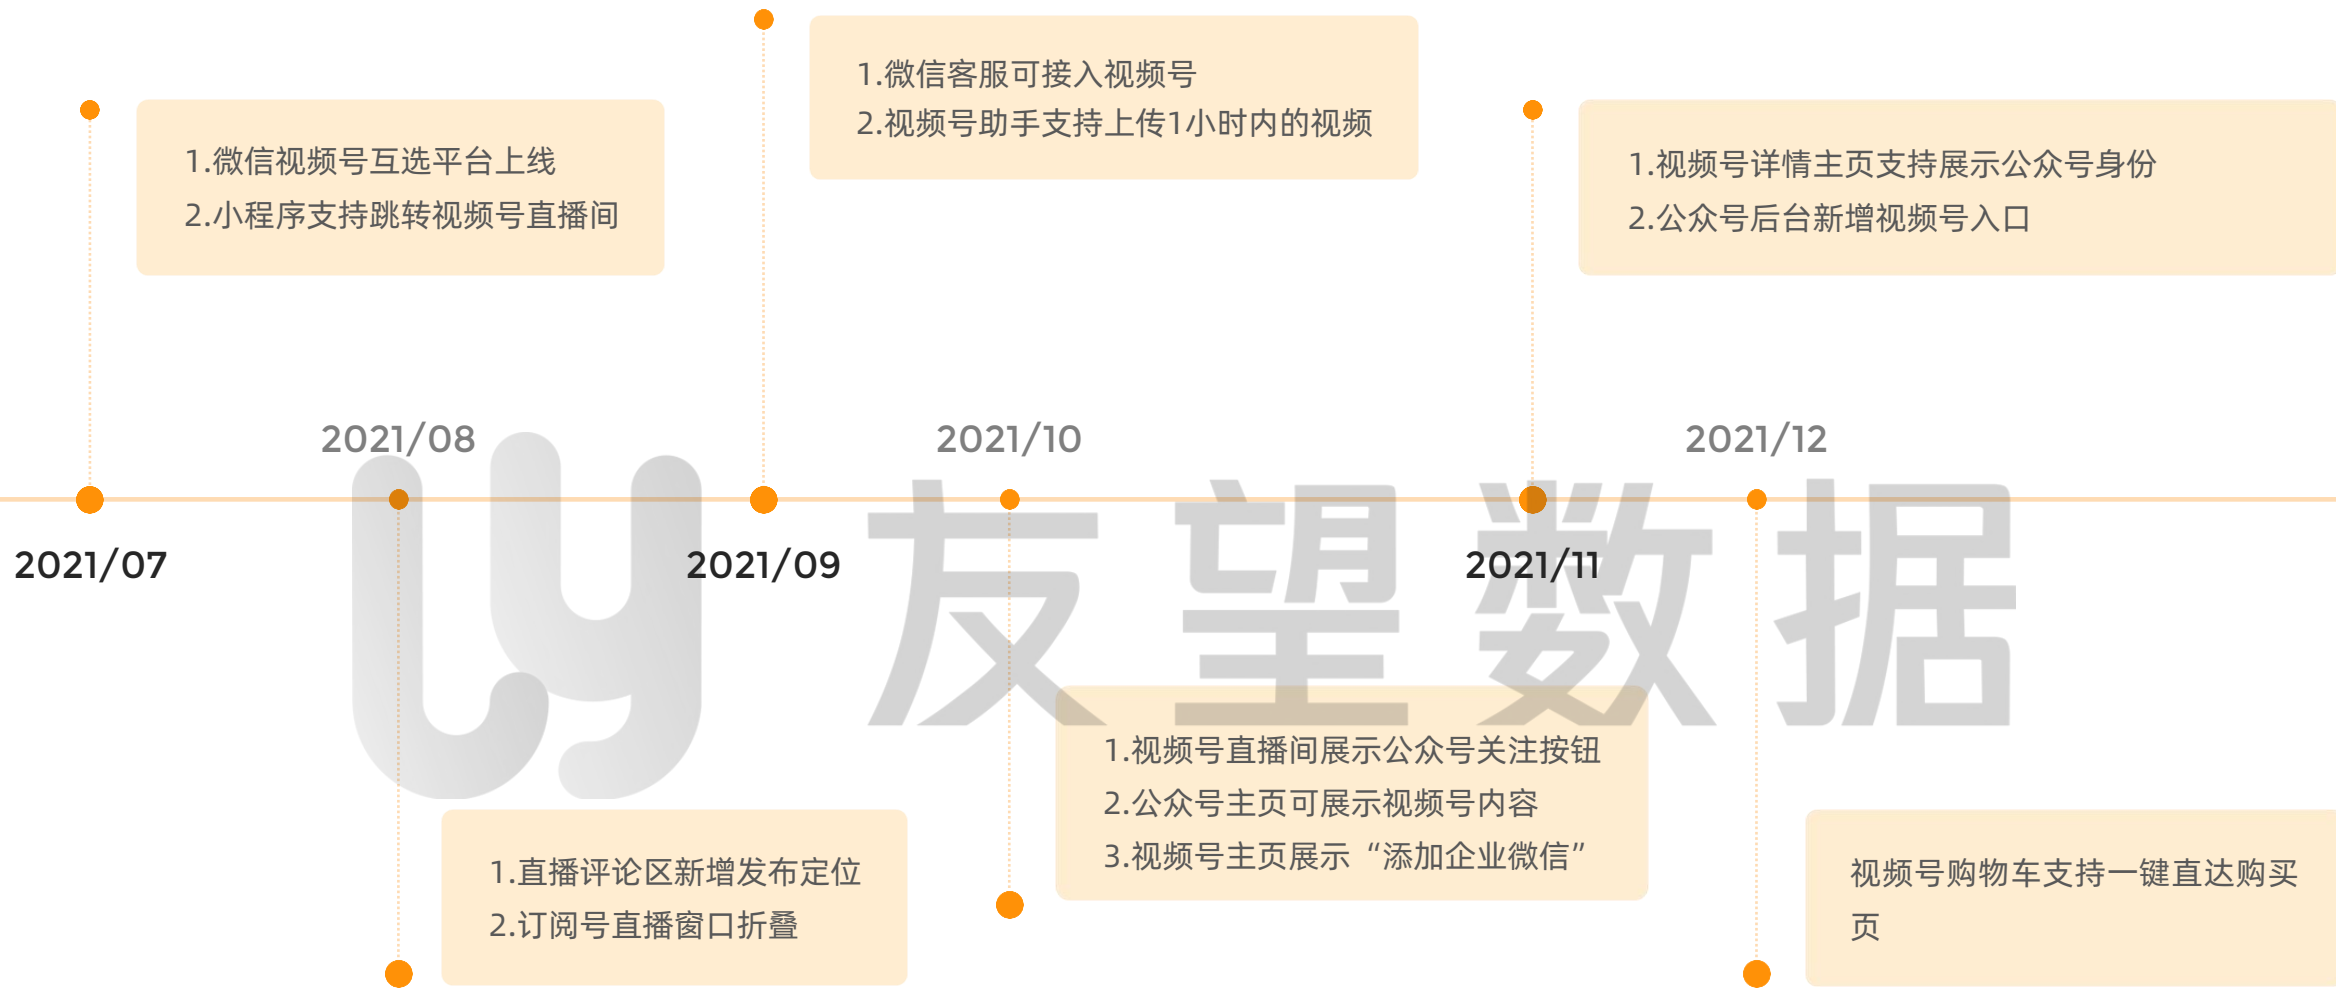 2021/07
1.微信视频号互选平台上线
2.小程序支持跳转视频号直播间
2021/08
1.直播评论区新增发布定位
2.订阅号直播窗口折叠
2021/09
1.微信客服可接入视频号
2.视频号助手支持上传1小时内的视频
2021/10
1.视频号直播间展示公众号关注按钮
2.公众号主页可展示视频号内容
3.视频号主页展示“添加企业微信”
2021/11
1.视频号详情主页支持展示公众号身份
2.公众号后台新增视频号入口
2021/12
视频号购物车支持一键直达购买
页
友望数据